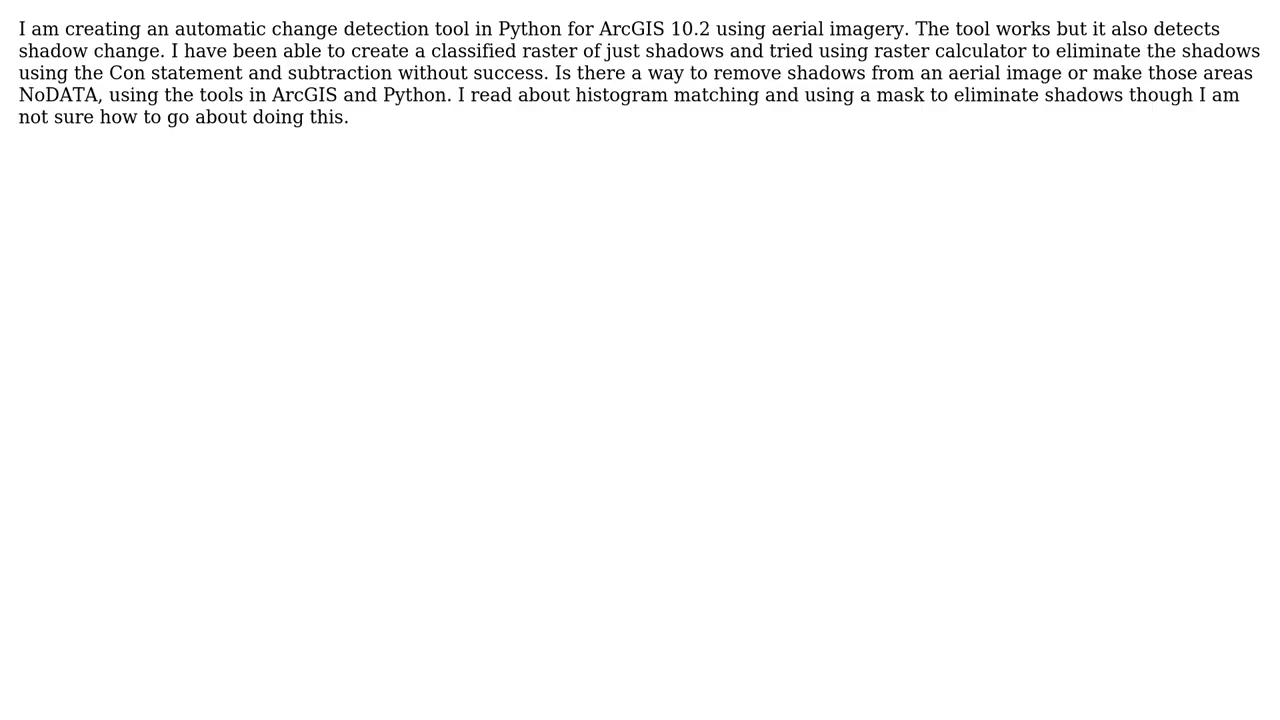 I am creating an automatic change detection tool in Python for ArcGIS 10.2 using aerial imagery. The tool works but it also detects
shadow change. I have been able to create a classified raster of just shadows and tried using raster calculator to eliminate the shadows
using the Con statement and subtraction without success. Is there a way to remove shadows from an aerial image or make those areas
NoDATA, using the tools in ArcGIS and Python. I read about histogram matching and using a mask to eliminate shadows though I am
not sure how to go about doing this.